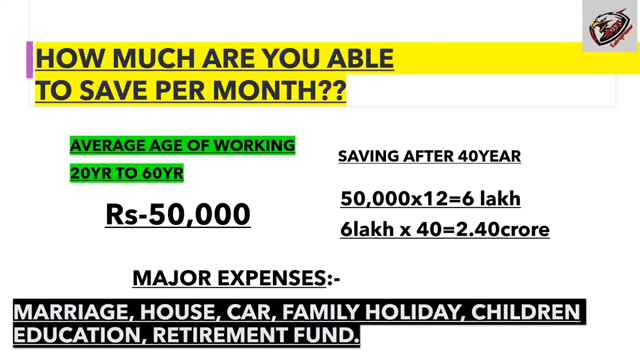 HOW MUCH ARE YOU ABLE
TO SAVE PER MONTH??
AVERAGE AGE OF WORKING
20YR TO 60YR
Rs-50,000
SAVING AFTER 40YEAR
50,000x12=6 lakh
6lakh x 40=2.40crore
MAJOR EXPENSES:-
MARRIAGE, HOUSE, CAR, FAMILY HOLIDAY, CHILDREN
EDUCATION, RETIREMENT FUND.